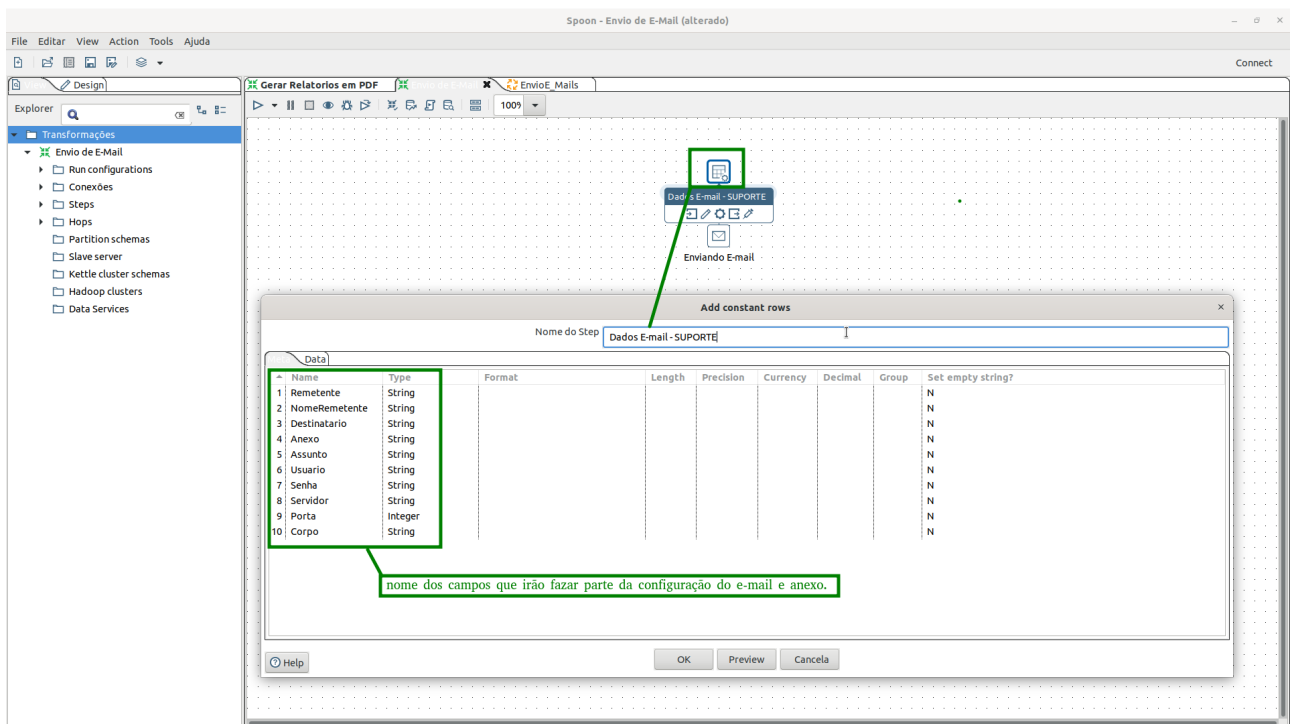 Spoon - Envio de E-Mail (alterado)
File Editar View Action Tools Ajuda
Connect
Design
Gerar Relatorios em PDF
Envio de E-Mail
EnvioE_Mails
Explorer
100%
Transformações
Envio de E-Mail
Run configurations
Conexões
Steps
Hops
Partition schemas
Slave server
Kettle cluster schemas
Hadoop clusters
Data Services
Dados E-mail - SUPORTE
Enviando E-mail
Add constant rows
Nome do Step Dados E-mail - SUPORTE
Data
Name Type Format Length Precision Currency Decimal Group Set empty string?
1 Remetente String N
2 NomeRemetente String N
3 Destinatario String N
4 Anexo String N
5 Assunto String N
6 Usuario String N
7 Senha String N
8 Servidor String N
9 Porta Integer N
10 Corpo String N
nome dos campos que irão fazar parte da configuração do e-mail e anexo.
Help
OK Preview Cancela